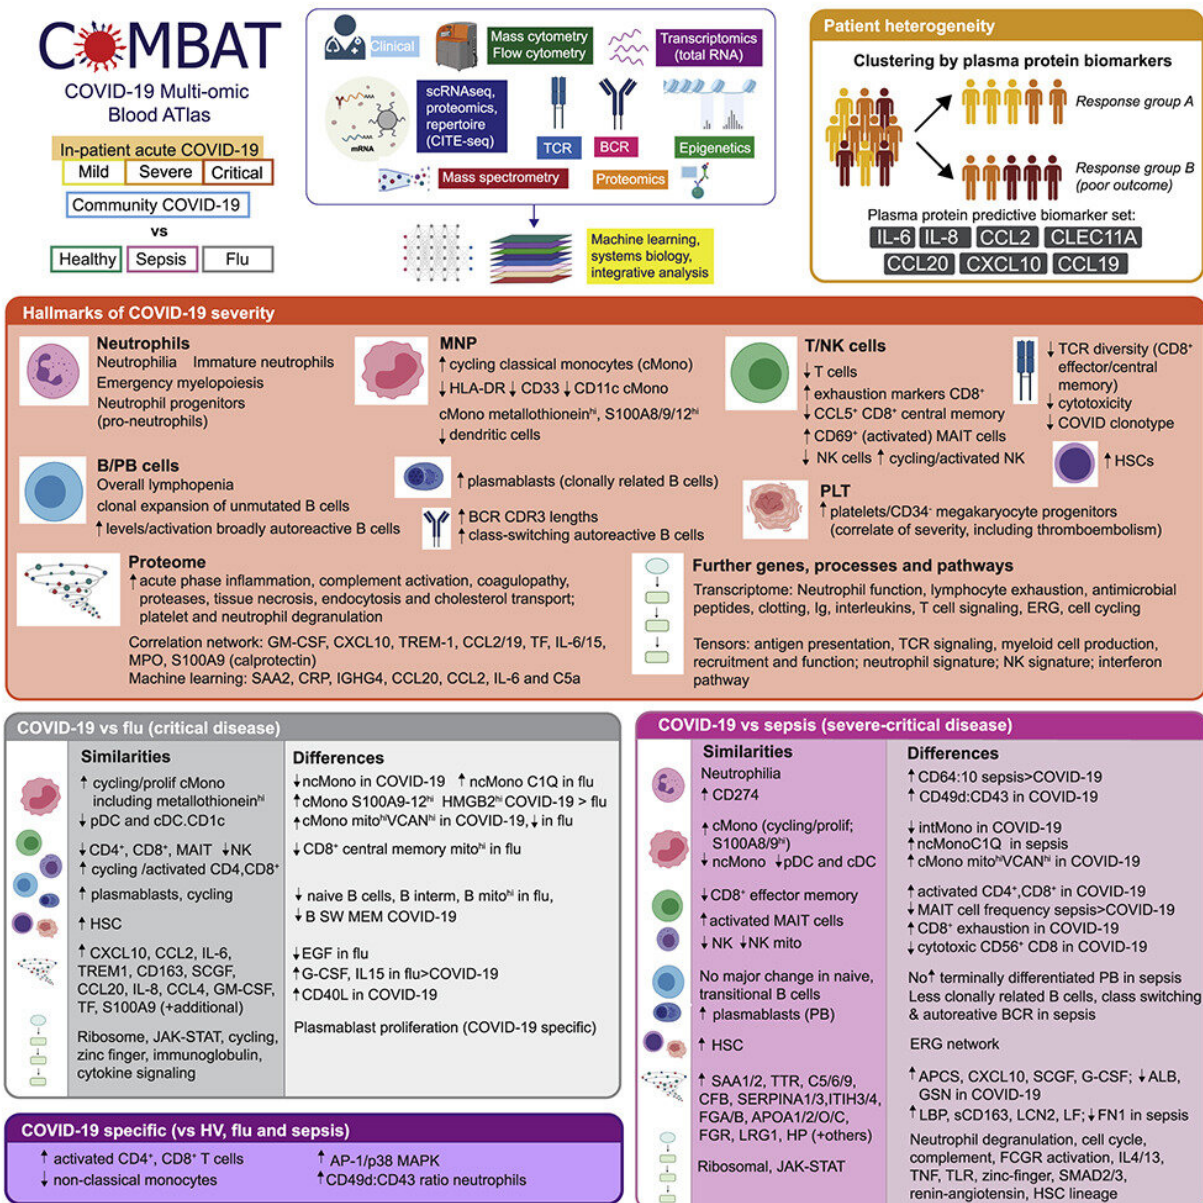 COMBAT
COVID-19 Multi-omic
Blood ATlas
In-patient acute COVID-19
Mild Severe Critical
Community COVID-19
vs
Healthy Sepsis Flu
Clinical
Mass cytometry
Flow cytometry
Transcriptomics
(total RNA)
mRNA
scRNAseq,
proteomics,
repertoire
(CITE-seq)
TCR
BCR
Epigenetics
Mass spectrometry
Proteomics
Machine learning,
systems biology,
integrative analysis
Patient heterogeneity
Clustering by plasma protein biomarkers
Response group A
Response group B
(poor outcome)
Plasma protein predictive biomarker set:
IL-6 IL-8 CCL2 CLEC11A
CCL20 CXCL10 CCL19
Hallmarks of COVID-19 severity
Neutrophils
Neutrophilia Immature neutrophils
Emergency myelopoiesis
Neutrophil progenitors
(pro-neutrophils)
MNP
↑ cycling classical monocytes (cMono)
↓ HLA-DR ↓ CD33 ↓ CD11c cMono
cMono metallothioneinʰⁱ, S100A8/9/12ʰⁱ
↓ dendritic cells
T/NK cells
↓ T cells
↑ exhaustion markers CD8⁺
↓ CCL5⁺ CD8⁺ central memory
↑ CD69⁺ (activated) MAIT cells
↓ NK cells ↑ cycling/activated NK
↓ TCR diversity (CD8⁺
effector/central
memory)
↓ cytotoxicity
↓ COVID clonotype
↑ HSCs
B/PB cells
Overall lymphopenia
clonal expansion of unmutated B cells
↑ levels/activation broadly autoreactive B cells
↑ plasmablasts (clonally related B cells)
↑ BCR CDR3 lengths
↑ class-switching autoreactive B cells
PLT
↑ platelets/CD34⁻ megakaryocyte progenitors
(correlate of severity, including thromboembolism)
Proteome
↑ acute phase inflammation, complement activation, coagulopathy,
proteases, tissue necrosis, endocytosis and cholesterol transport;
platelet and neutrophil degranulation
Correlation network: GM-CSF, CXCL10, TREM-1, CCL2/19, TF, IL-6/15,
MPO, S100A9 (calprotectin)
Machine learning: SAA2, CRP, IGHG4, CCL20, CCL2, IL-6 and C5a
Further genes, processes and pathways
Transcriptome: Neutrophil function, lymphocyte exhaustion, antimicrobial
peptides, clotting, Ig, interleukins, T cell signaling, ERG, cell cycling
Tensors: antigen presentation, TCR signaling, myeloid cell production,
recruitment and function; neutrophil signature; NK signature; interferon
pathway
COVID-19 vs flu (critical disease)
Similarities
↑ cycling/prolif cMono
including metallothioneinʰⁱ
↓ pDC and cDC.CD1c
↓ CD4⁺, CD8⁺, MAIT ↓NK
↑ cycling /activated CD4,CD8⁺
↑ plasmablasts, cycling
↑ HSC
↑ CXCL10, CCL2, IL-6,
TREM1, CD163, SCGF,
CCL20, IL-8, CCL4, GM-CSF,
TF, S100A9 (+additional)
Ribosome, JAK-STAT, cycling,
zinc finger, immunoglobulin,
cytokine signaling
Differences
↓ncMono in COVID-19 ↑ ncMono C1Q in flu
↑cMono S100A9-12ʰⁱ HMGB2ʰⁱ COVID-19 > flu
↑cMono mitoʰⁱVCANʰⁱ in COVID-19, ↓ in flu
↓ CD8⁺ central memory mitoʰⁱ in flu
↓ naive B cells, B interm, B mitoʰⁱ in flu,
↓B SW MEM COVID-19
↓EGF in flu
↑G-CSF, IL15 in flu>COVID-19
↑CD40L in COVID-19
Plasmablast proliferation (COVID-19 specific)
COVID-19 vs sepsis (severe-critical disease)
Similarities
Neutrophilia
↑ CD274
↑ cMono (cycling/prolif;
S100A8/9ʰⁱ)
↓ ncMono ↓pDC and cDC
↓CD8⁺ effector memory
↑activated MAIT cells
↓NK ↓NK mito
No major change in naive,
transitional B cells
↑ plasmablasts (PB)
↑ HSC
↑ SAA1/2, TTR, C5/6/9,
CFB, SERPINA1/3,ITIH3/4,
FGA/B, APOA1/2/O/C,
FGR, LRG1, HP (+others)
Ribosomal, JAK-STAT
Differences
↑ CD64:10 sepsis>COVID-19
↑ CD49d:CD43 in COVID-19
↓ intMono in COVID-19
↑ ncMonoC1Q in sepsis
↑ cMono mitoʰⁱVCANʰⁱ in COVID-19
↑ activated CD4⁺,CD8⁺ in COVID-19
↓ MAIT cell frequency sepsis>COVID-19
↑ CD8⁺ exhaustion in COVID-19
↓ cytotoxic CD56⁺ CD8 in COVID-19
No↑ terminally differentiated PB in sepsis
Less clonally related B cells, class switching
& autoreative BCR in sepsis
ERG network
↑ APCS, CXCL10, SCGF, G-CSF; ↓ALB,
GSN in COVID-19
↑ LBP, sCD163, LCN2, LF;↓FN1 in sepsis
Neutrophil degranulation, cell cycle,
complement, FCGR activation, IL4/13,
TNF, TLR, zinc-finger, SMAD2/3,
renin-angiotensin, HSC lineage
COVID-19 specific (vs HV, flu and sepsis)
↑ activated CD4⁺, CD8⁺ T cells
↓ non-classical monocytes
↑ AP-1/p38 MAPK
↑CD49d:CD43 ratio neutrophils